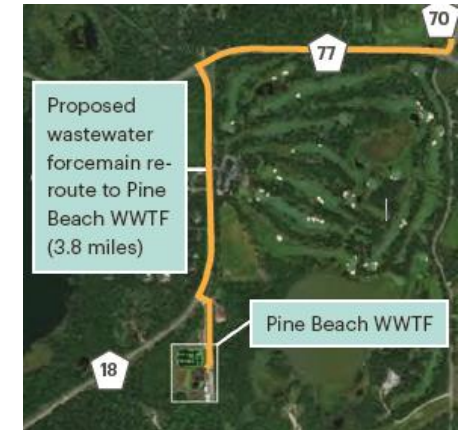 70
77
Proposed
wastewater
forcemain re-
route to Pine
Beach WWTF
(3.8 miles)
Pine Beach WWTF
18